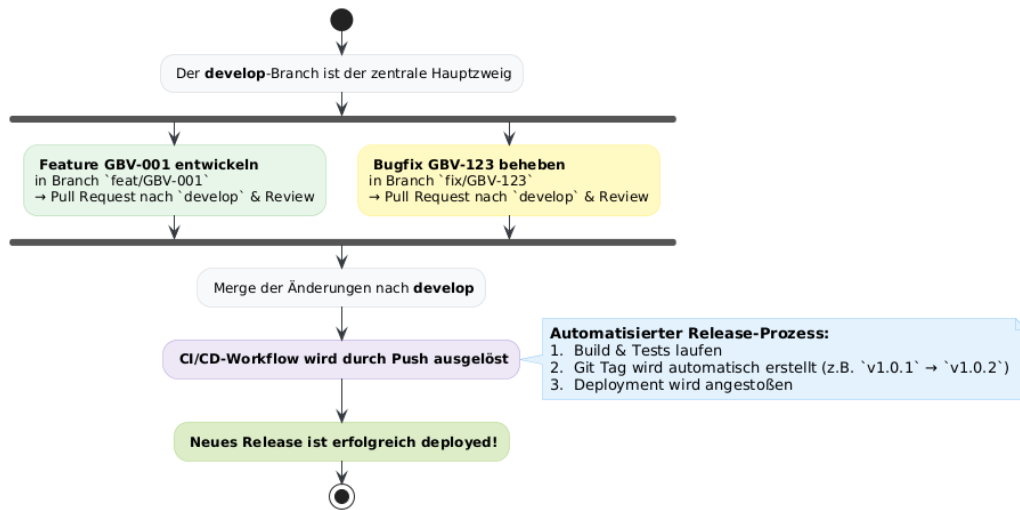 Der develop-Branch ist der zentrale Hauptzweig
Feature GBV-001 entwickeln
in Branch `feat/GBV-001`
→ Pull Request nach `develop` & Review
Bugfix GBV-123 beheben
in Branch `fix/GBV-123`
→ Pull Request nach `develop` & Review
Merge der Änderungen nach develop
CI/CD-Workflow wird durch Push ausgelöst
Automatisierter Release-Prozess:
1. Build & Tests laufen
2. Git Tag wird automatisch erstellt (z.B. `v1.0.1` → `v1.0.2`)
3. Deployment wird angestoßen
Neues Release ist erfolgreich deployed!